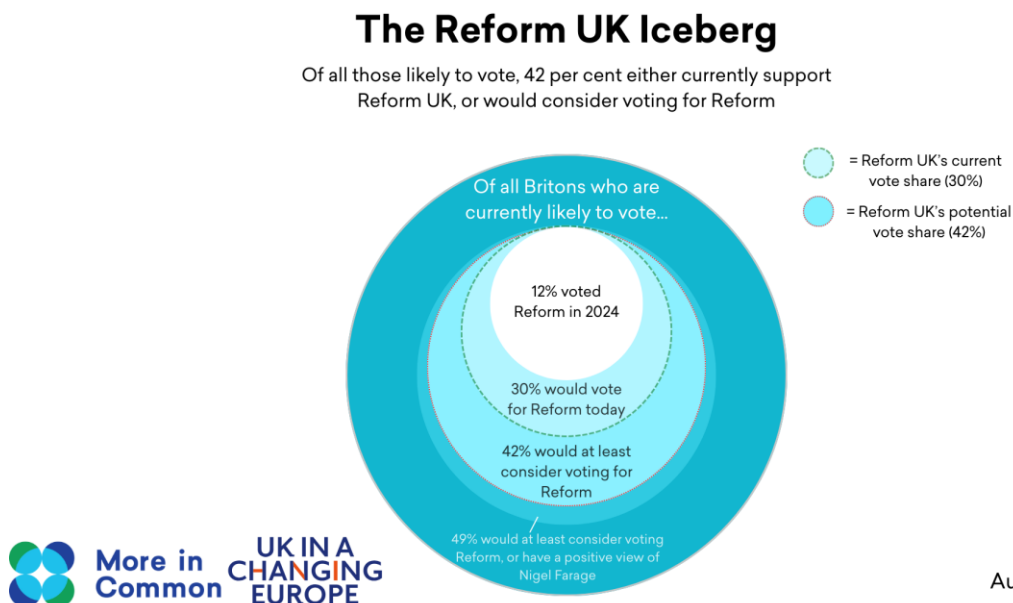 The Reform UK Iceberg
Of all those likely to vote, 42 per cent either currently support
Reform UK, or would consider voting for Reform
= Reform UK's current
vote share (30%)
= Reform UK's potential
vote share (42%)
Of all Britons who are
currently likely to vote...
12% voted
Reform in 2024
30% would vote
for Reform today
42% would at least
consider voting for
Reform
49% would at least consider voting
Reform, or have a positive view of
Nigel Farage
More in
Common
UK IN A
CHANGING
EUROPE